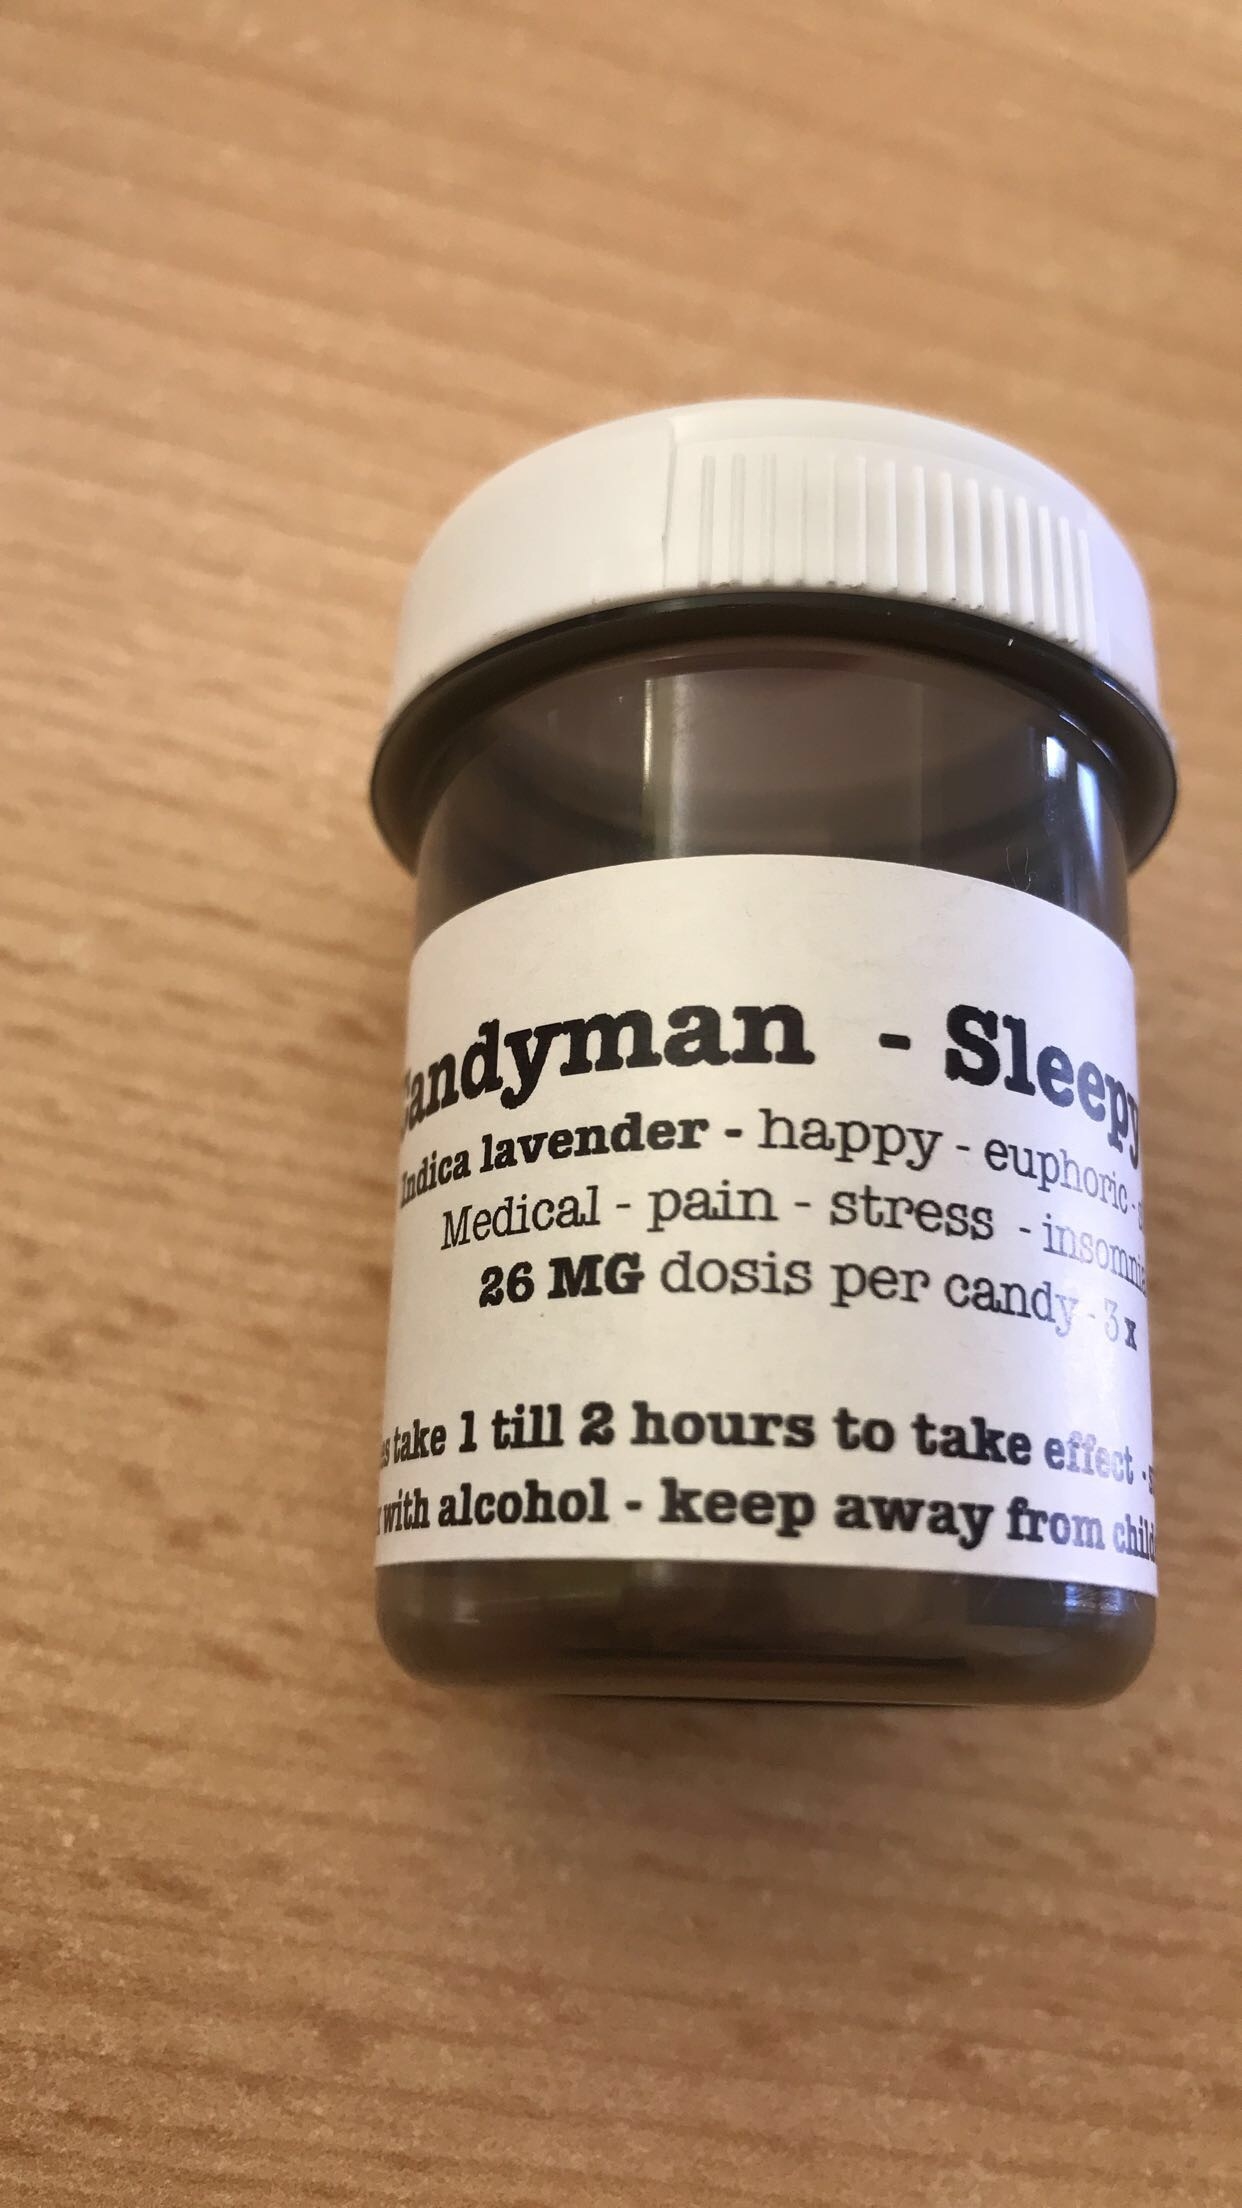 Candyman - Sleepy
Indica lavender - happy - euphoric -
Medical - pain - stress - insomnia
26 MG dosis per candy - 3 x
take 1 till 2 hours to take effect -
with alcohol - keep away from